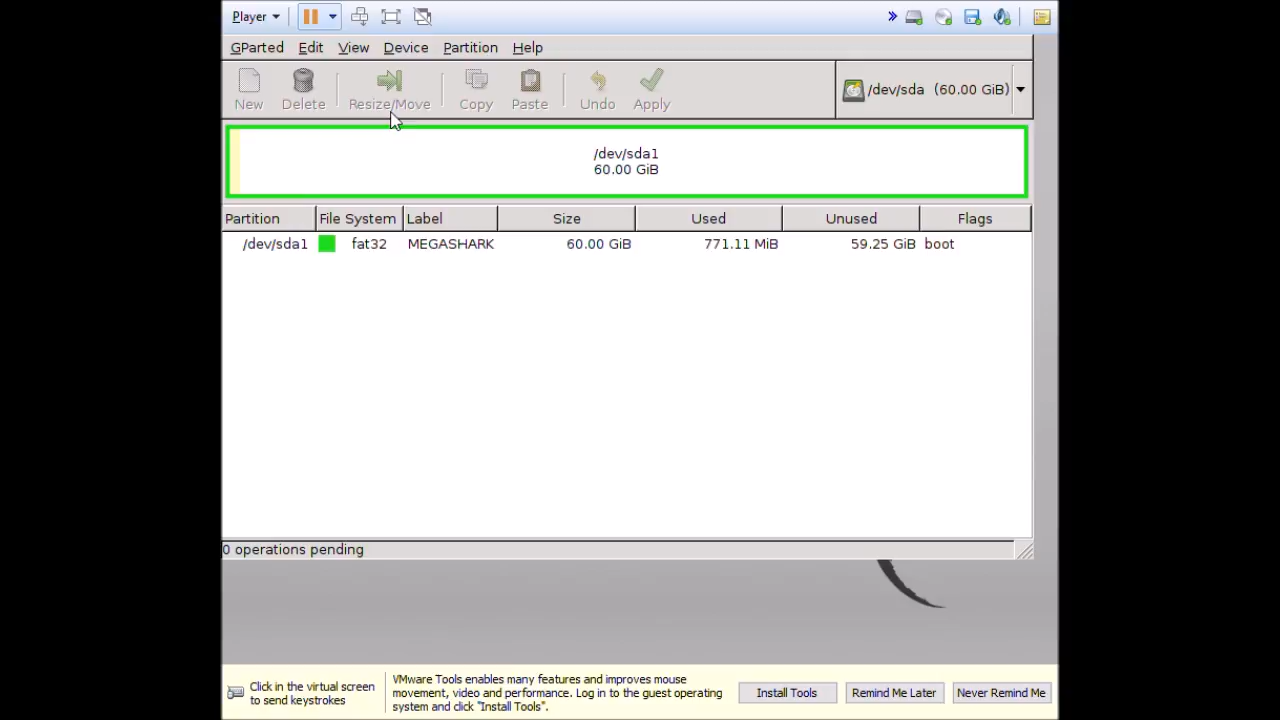 Player
GParted Edit View Device Partition Help
New Delete Resize/Move Copy Paste Undo Apply /dev/sda (60.00 GiB)
/dev/sda1
60.00 GiB
Partition File System Label Size Used Unused Flags
/dev/sda1 fat32 MEGASHARK 60.00 GiB 771.11 MiB 59.25 GiB boot
0 operations pending
Click in the virtual screen
to send keystrokes
VMware Tools enables many features and improves mouse
movement, video and performance. Log in to the guest operating
system and click "Install Tools".
Install Tools Remind Me Later Never Remind Me